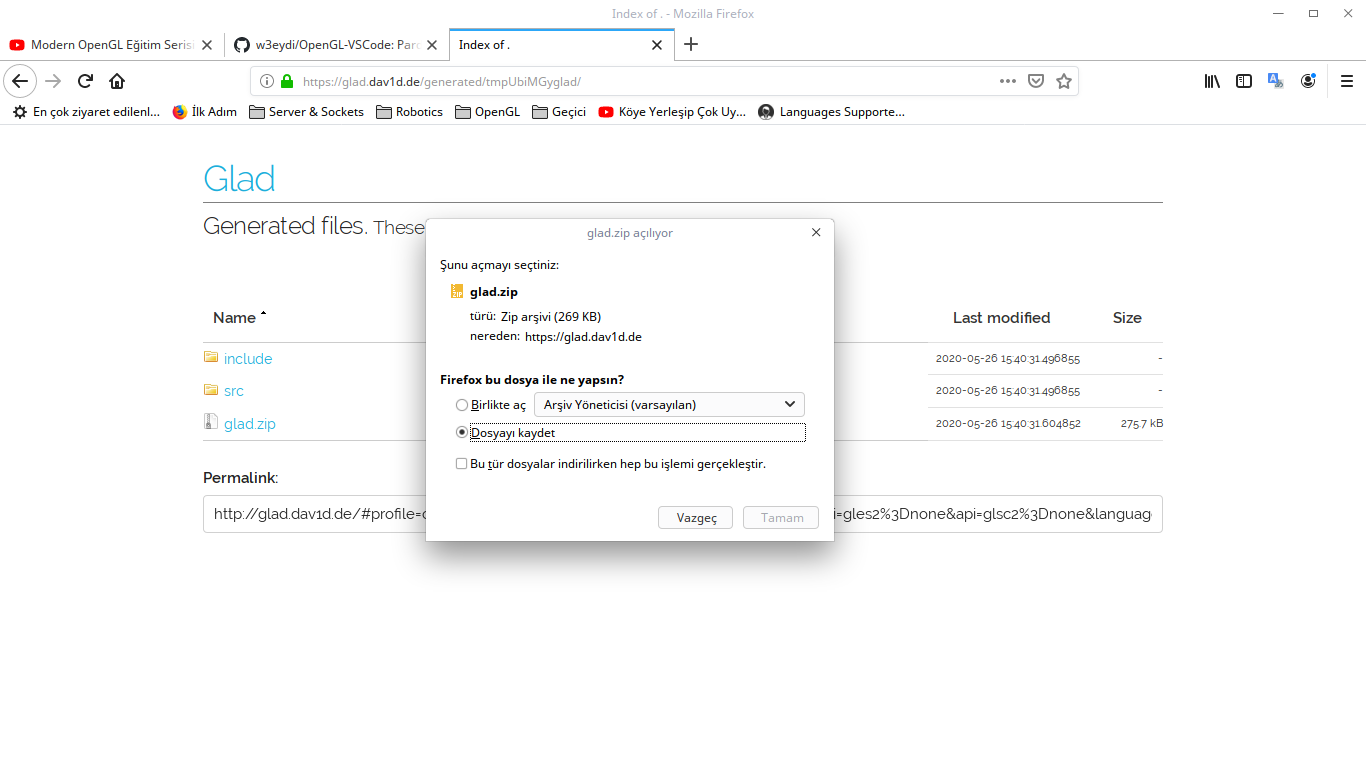 Index of . - Mozilla Firefox
Modern OpenGL Eğitim Serisi
w3eydi/OpenGL-VSCode: Parc
Index of .
https://glad.dav1d.de/generated/tmpUbiMGyglad/
En çok ziyaret edilenl... İlk Adım Server & Sockets Robotics OpenGL Geçici Köye Yerleşip Çok Uy... Languages Supporte...
Glad
Generated files. These
glad.zip açılıyor
Şunu açmayı seçtiniz:
glad.zip
türü: Zip arşivi (269 KB)
nereden: https://glad.dav1d.de
Firefox bu dosya ile ne yapsın?
Birlikte aç Arşiv Yöneticisi (varsayılan)
Dosyayı kaydet
Bu tür dosyalar indirilirken hep bu işlemi gerçekleştir.
Vazgeç Tamam
Name Last modified Size
include 2020-05-26 15:40:31.496855 -
src 2020-05-26 15:40:31.496855 -
glad.zip 2020-05-26 15:40:31.604852 275.7 kB
Permalink:
http://glad.dav1d.de/#profile=c i=gles2%3Dnone&api=glsc2%3Dnone&languag